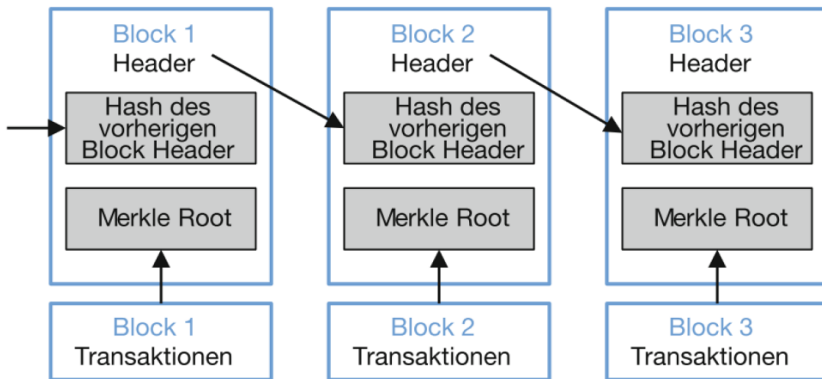 Block 1
Header
Hash des
vorherigen
Block Header
Merkle Root
Block 1
Transaktionen
Block 2
Header
Hash des
vorherigen
Block Header
Merkle Root
Block 2
Transaktionen
Block 3
Header
Hash des
vorherigen
Block Header
Merkle Root
Block 3
Transaktionen